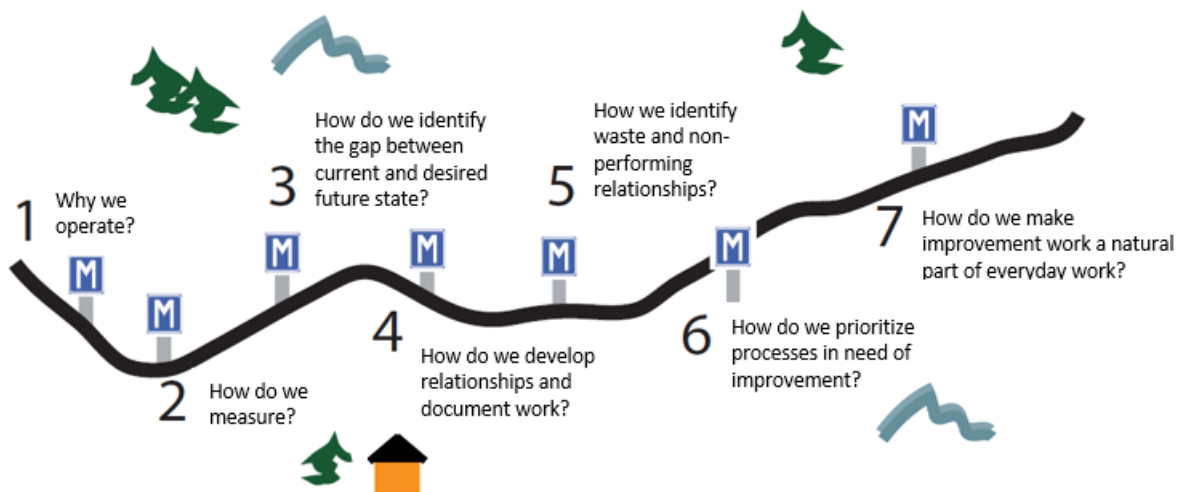 1
Why we
operate?
M
M
2
How do we
measure?
3
How do we identify
the gap between
current and desired
future state?
M
4
How do we develop
relationships and
document work?
M
5
How we identify
waste and non-
performing
relationships?
M
6
How do we prioritize
processes in need of
improvement?
M
7
How do we make
improvement work a natural
part of everyday work?
M